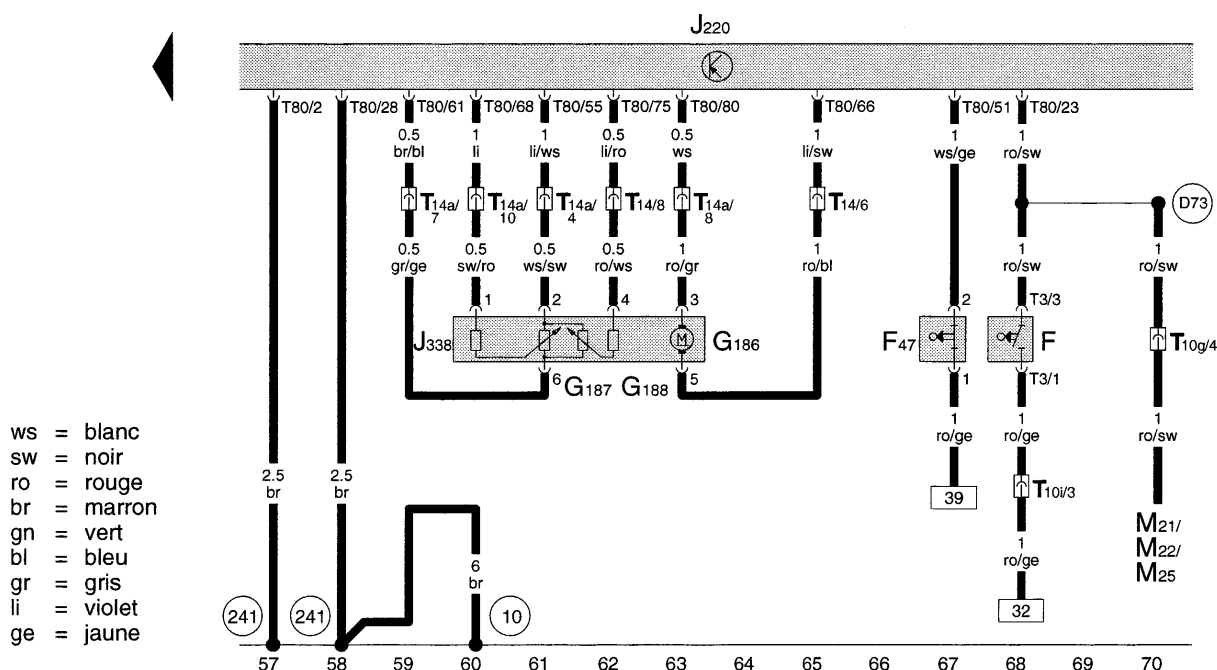 J220
T80/2 T80/28 T80/61 T80/68 T80/55 T80/75 T80/80 T80/66 T80/51 T80/23
0.5 1 1 0.5 0.5 1 1 1
br/bl li li/ws li/ro ws li/sw ws/ge ro/sw
T14a/7 T14a/10 T14a/4 T14/8 T14a/8 T14/6 D73
0.5 0.5 0.5 0.5 1 1 1 1
gr/ge sw/ro ws/sw ro/ws ro/gr ro/bl ro/sw ro/sw
1 2 4 3 2 T3/3
J338 M G186 F47 F T10g/4
6 G187 G188 5 1 T3/1
1 1 1
ro/ge ro/ge ro/sw
ws = blanc
sw = noir
ro = rouge
br = marron
gn = vert
bl = bleu
gr = gris
li = violet
ge = jaune
2.5 2.5
br br
39 T10i/3
M21/
M22/
M25
6 1
br ro/ge
241 241 10 32
57 58 59 60 61 62 63 64 65 66 67 68 69 70